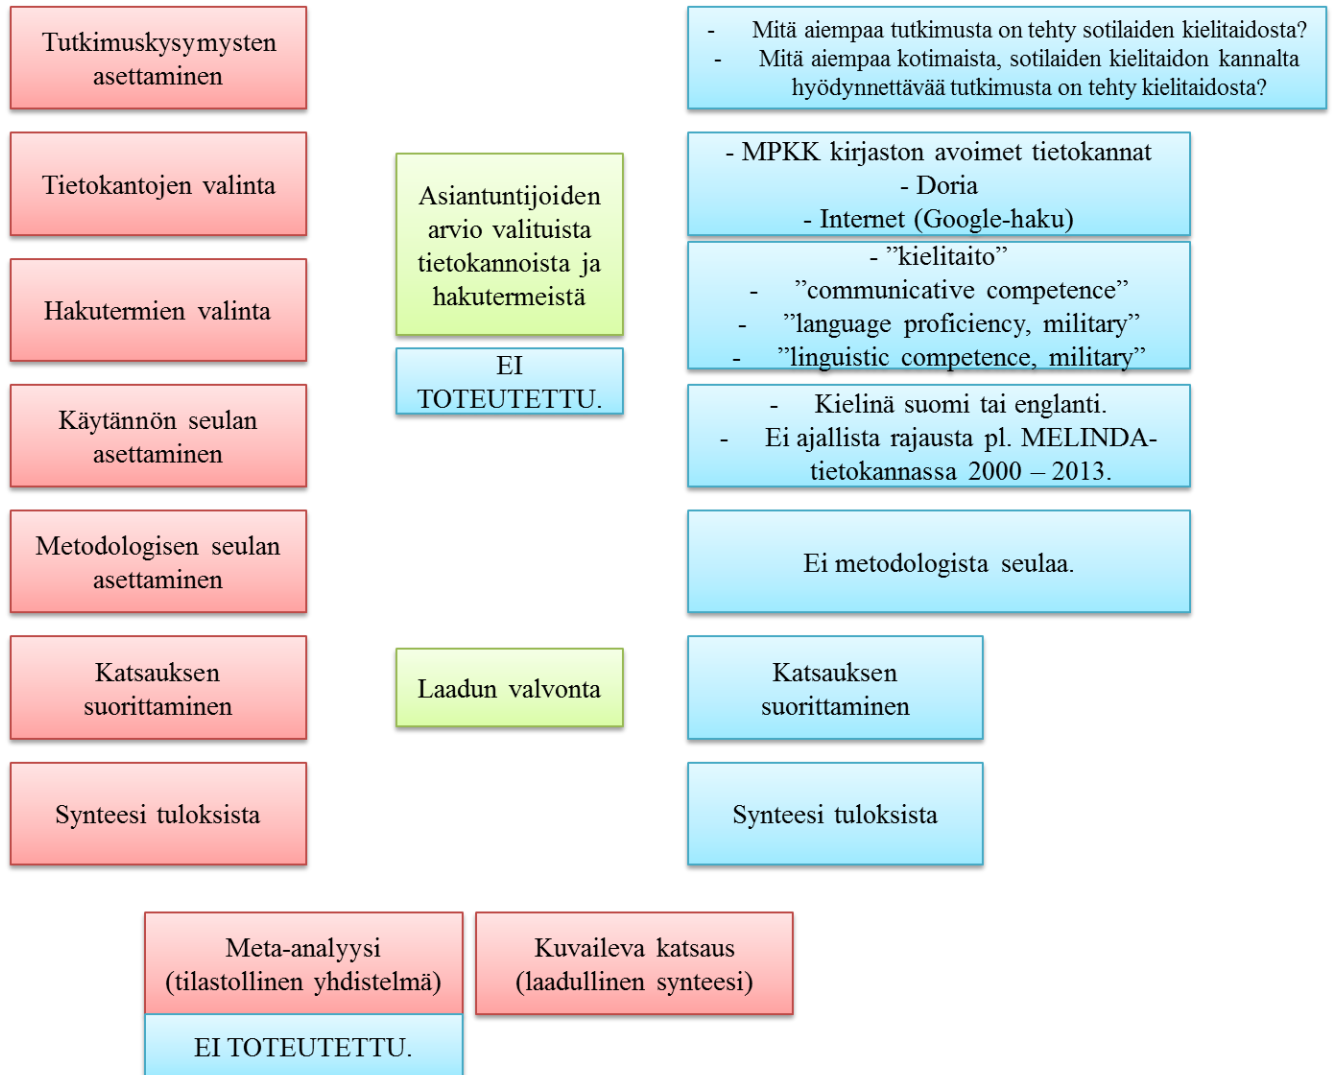 Tutkimuskysymysten
asettaminen
- Mitä aiempaa tutkimusta on tehty sotilaiden kielitaidosta?
- Mitä aiempaa kotimaista, sotilaiden kielitaidon kannalta
hyödynnettävää tutkimusta on tehty kielitaidosta?
Tietokantojen valinta
Asiantuntijoiden
arvio valituista
tietokannoista ja
hakutermeistä
- MPKK kirjaston avoimet tietokannat
- Doria
- Internet (Google-haku)
Hakutermien valinta
EI
TOTEUTETTU.
- ”kielitaito”
- ”communicative competence”
- ”language proficiency, military”
- ”linguistic competence, military”
Käytännön seulan
asettaminen
- Kielinä suomi tai englanti.
- Ei ajallista rajausta pl. MELINDA-
tietokannassa 2000 – 2013.
Metodologisen seulan
asettaminen
Ei metodologista seulaa.
Katsauksen
suorittaminen
Laadun valvonta
Katsauksen
suorittaminen
Synteesi tuloksista
Synteesi tuloksista
Meta-analyysi
(tilastollinen yhdistelmä)
EI TOTEUTETTU.
Kuvaileva katsaus
(laadullinen synteesi)